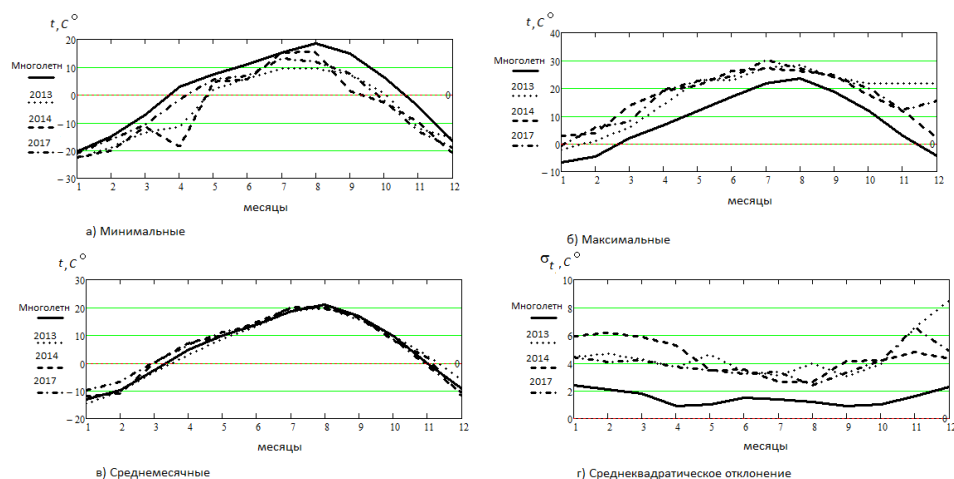 t, C°
20
Многолетн
10
2013
0
0
2014
−10
2017
−20
−30
1 2 3 4 5 6 7 8 9 10 11 12
месяцы
а) Минимальные
t, C°
40
30
Многолетн
2013
20
2014
10
2017
0
0
−10
1 2 3 4 5 6 7 8 9 10 11 12
месяцы
б) Максимальные
t, C°
30
Многолетн
20
2013
10
2014
0
0
2017
−10
−20
1 2 3 4 5 6 7 8 9 10 11 12
месяцы
в) Среднемесячные
σt, C°
10
Многолетн
8
2013
6
2014
4
2017
2
0
0
1 2 3 4 5 6 7 8 9 10 11 12
месяцы
г) Среднеквадратическое отклонение